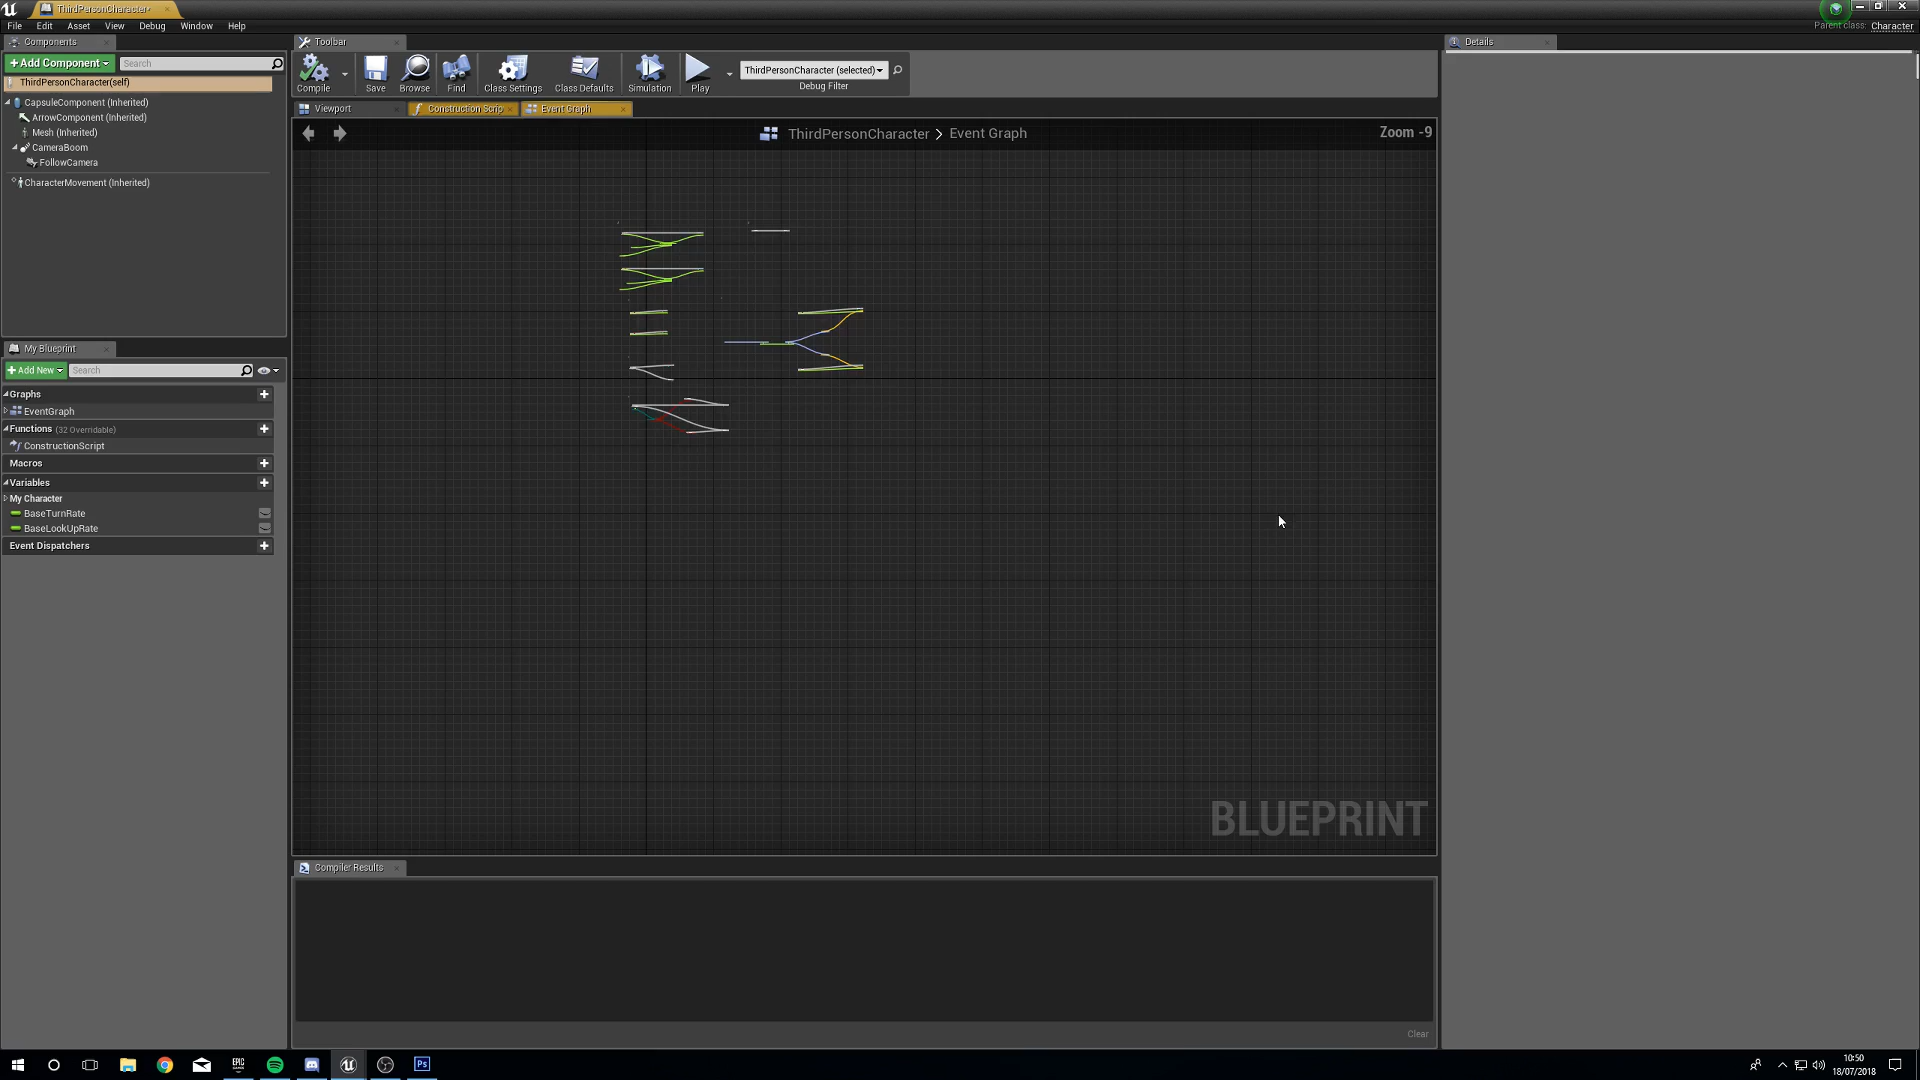 ThirdPersonCharacter*
File Edit Asset View Debug Window Help
Parent class: Character
Components
+Add Component Search
ThirdPersonCharacter(self)
CapsuleComponent (Inherited)
ArrowComponent (Inherited)
Mesh (Inherited)
CameraBoom
FollowCamera
CharacterMovement (Inherited)
My Blueprint
+Add New Search
Graphs
EventGraph
Functions (32 Overridable)
ConstructionScript
Macros
Variables
My Character
BaseTurnRate
BaseLookUpRate
Event Dispatchers
Toolbar
Compile Save Browse Find Class Settings Class Defaults Simulation Play
ThirdPersonCharacter (selected)
Debug Filter
Viewport Construction Scrip Event Graph
ThirdPersonCharacter > Event Graph
Zoom -9
BLUEPRINT
Compiler Results
Clear
Details
EPIC
Ps
10:50
18/07/2018